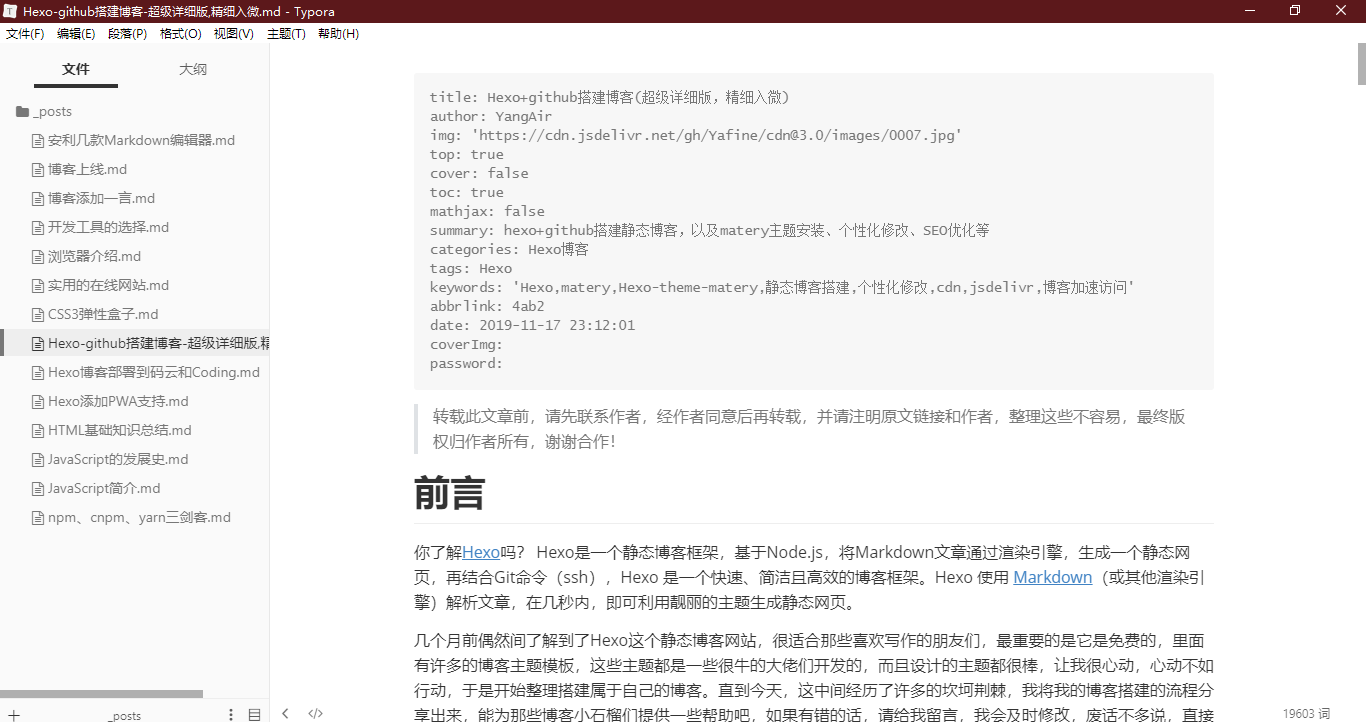 Hexo-github搭建博客-超级详细版,精细入微.md - Typora
文件(F) 编辑(E) 段落(P) 格式(O) 视图(V) 主题(T) 帮助(H)
文件 大纲
_posts
安利几款Markdown编辑器.md
博客上线.md
博客添加一言.md
开发工具的选择.md
浏览器介绍.md
实用的在线网站.md
CSS3弹性盒子.md
Hexo-github搭建博客-超级详细版,精
Hexo博客部署到码云和Coding.md
Hexo添加PWA支持.md
HTML基础知识总结.md
JavaScript的发展史.md
JavaScript简介.md
npm、cnpm、yarn三剑客.md
_posts
title: Hexo+github搭建博客(超级详细版，精细入微)
author: YangAir
img: 'https://cdn.jsdelivr.net/gh/Yafine/cdn@3.0/images/0007.jpg'
top: true
cover: false
toc: true
mathjax: false
summary: hexo+github搭建静态博客，以及matery主题安装、个性化修改、SEO优化等
categories: Hexo博客
tags: Hexo
keywords: 'Hexo,matery,Hexo-theme-matery,静态博客搭建,个性化修改,cdn,jsdelivr,博客加速访问'
abbrlink: 4ab2
date: 2019-11-17 23:12:01
coverImg:
password:
转载此文章前，请先联系作者，经作者同意后再转载，并请注明原文链接和作者，整理这些不容易，最终版
权归作者所有，谢谢合作！
前言
你了解Hexo吗？ Hexo是一个静态博客框架，基于Node.js，将Markdown文章通过渲染引擎，生成一个静态网
页，再结合Git命令（ssh），Hexo 是一个快速、简洁且高效的博客框架。Hexo 使用 Markdown（或其他渲染引
擎）解析文章，在几秒内，即可利用靓丽的主题生成静态网页。
几个月前偶然间了解到了Hexo这个静态博客网站，很适合那些喜欢写作的朋友们，最重要的是它是免费的，里面
有许多的博客主题模板，这些主题都是一些很牛的大佬们开发的，而且设计的主题都很棒，让我很心动，心动不如
行动，于是开始整理搭建属于自己的博客。直到今天，这中间经历了许多的坎坷荆棘，我将我的博客搭建的流程分
享出来，能为那些博客小石榴们提供一些帮助吧，如果有错的话，请给我留言，我会及时修改，废话不多说，直接
19603 词